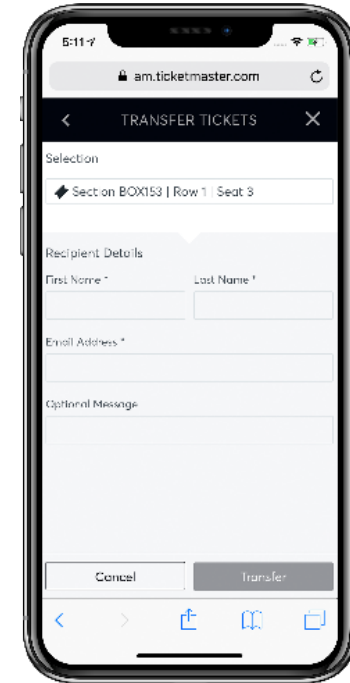 5:11
am.ticketmaster.com
TRANSFER TICKETS
Selection
Section BOX153 | Row 1 | Seat 3
Recipient Details
First Name * Last Name *
Email Address *
Optional Message
Cancel Transfer